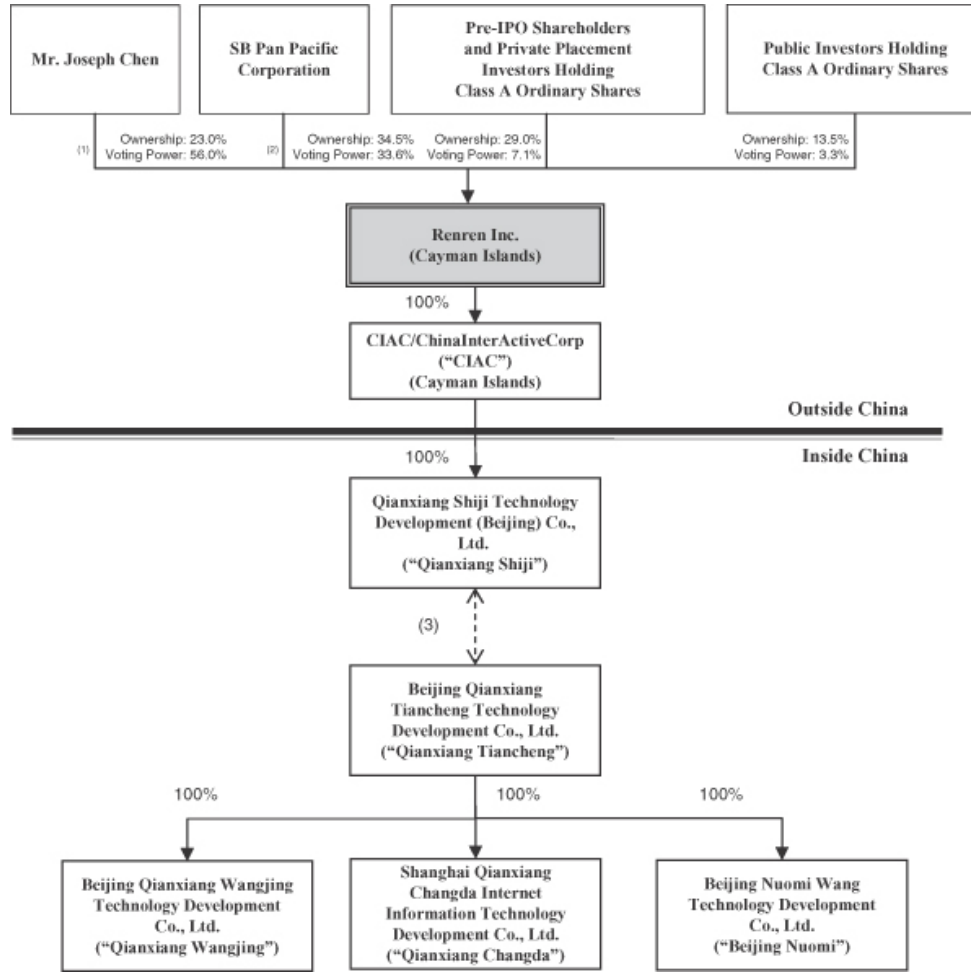 Mr. Joseph Chen
SB Pan Pacific
Corporation
Pre-IPO Shareholders
and Private Placement
Investors Holding
Class A Ordinary Shares
Public Investors Holding
Class A Ordinary Shares
(1)
Ownership: 23.0%
Voting Power: 56.0%
(2)
Ownership: 34.5%
Voting Power: 33.6%
Ownership: 29.0%
Voting Power: 7.1%
Ownership: 13.5%
Voting Power: 3.3%
Renren Inc.
(Cayman Islands)
100%
CIAC/ChinaInterActiveCorp
(“CIAC”)
(Cayman Islands)
Outside China
Inside China
100%
Qianxiang Shiji Technology
Development (Beijing) Co.,
Ltd.
(“Qianxiang Shiji”)
(3)
Beijing Qianxiang
Tiancheng Technology
Development Co., Ltd.
(“Qianxiang Tiancheng”)
100%
100%
100%
Beijing Qianxiang Wangjing
Technology Development
Co., Ltd.
(“Qianxiang Wangjing”)
Shanghai Qianxiang
Changda Internet
Information Technology
Development Co., Ltd.
(“Qianxiang Changda”)
Beijing Nuomi Wang
Technology Development
Co., Ltd.
(“Beijing Nuomi”)